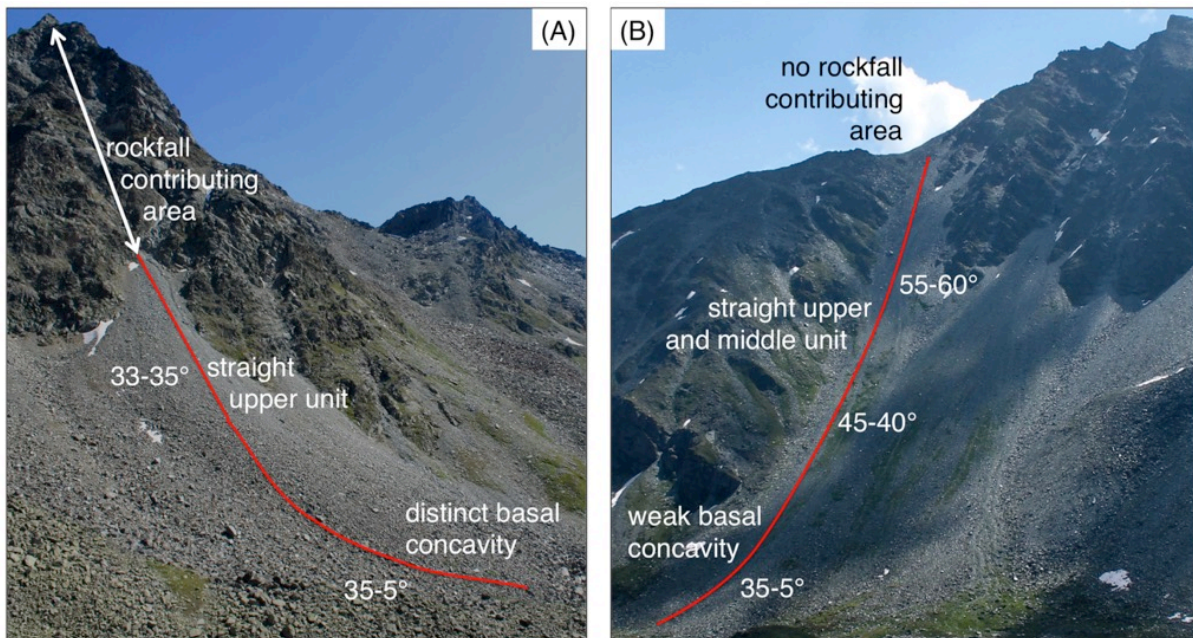 (A)
rockfall
contributing
area
33-35°
straight
upper unit
distinct basal
concavity
35-5°
(B)
no rockfall
contributing
area
55-60°
straight upper
and middle unit
45-40°
weak basal
concavity
35-5°